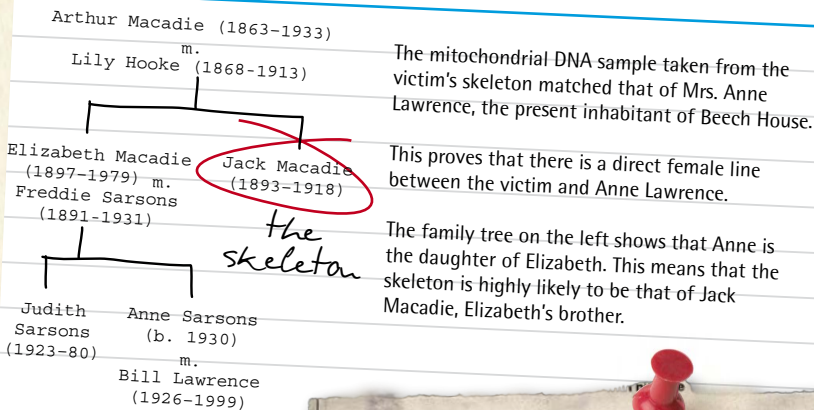 Arthur Macadie (1863-1933)
m.
Lily Hooke (1868-1913)
Elizabeth Macadie
(1897-1979) m.
Freddie Sarsons
(1891-1931)
Jack Macadie
(1893-1918)
the
skeleton
Judith
Sarsons
(1923-80)
Anne Sarsons
(b. 1930)
m.
Bill Lawrence
(1926-1999)
The mitochondrial DNA sample taken from the
victim's skeleton matched that of Mrs. Anne
Lawrence, the present inhabitant of Beech House.
This proves that there is a direct female line
between the victim and Anne Lawrence.
The family tree on the left shows that Anne is
the daughter of Elizabeth. This means that the
skeleton is highly likely to be that of Jack
Macadie, Elizabeth's brother.